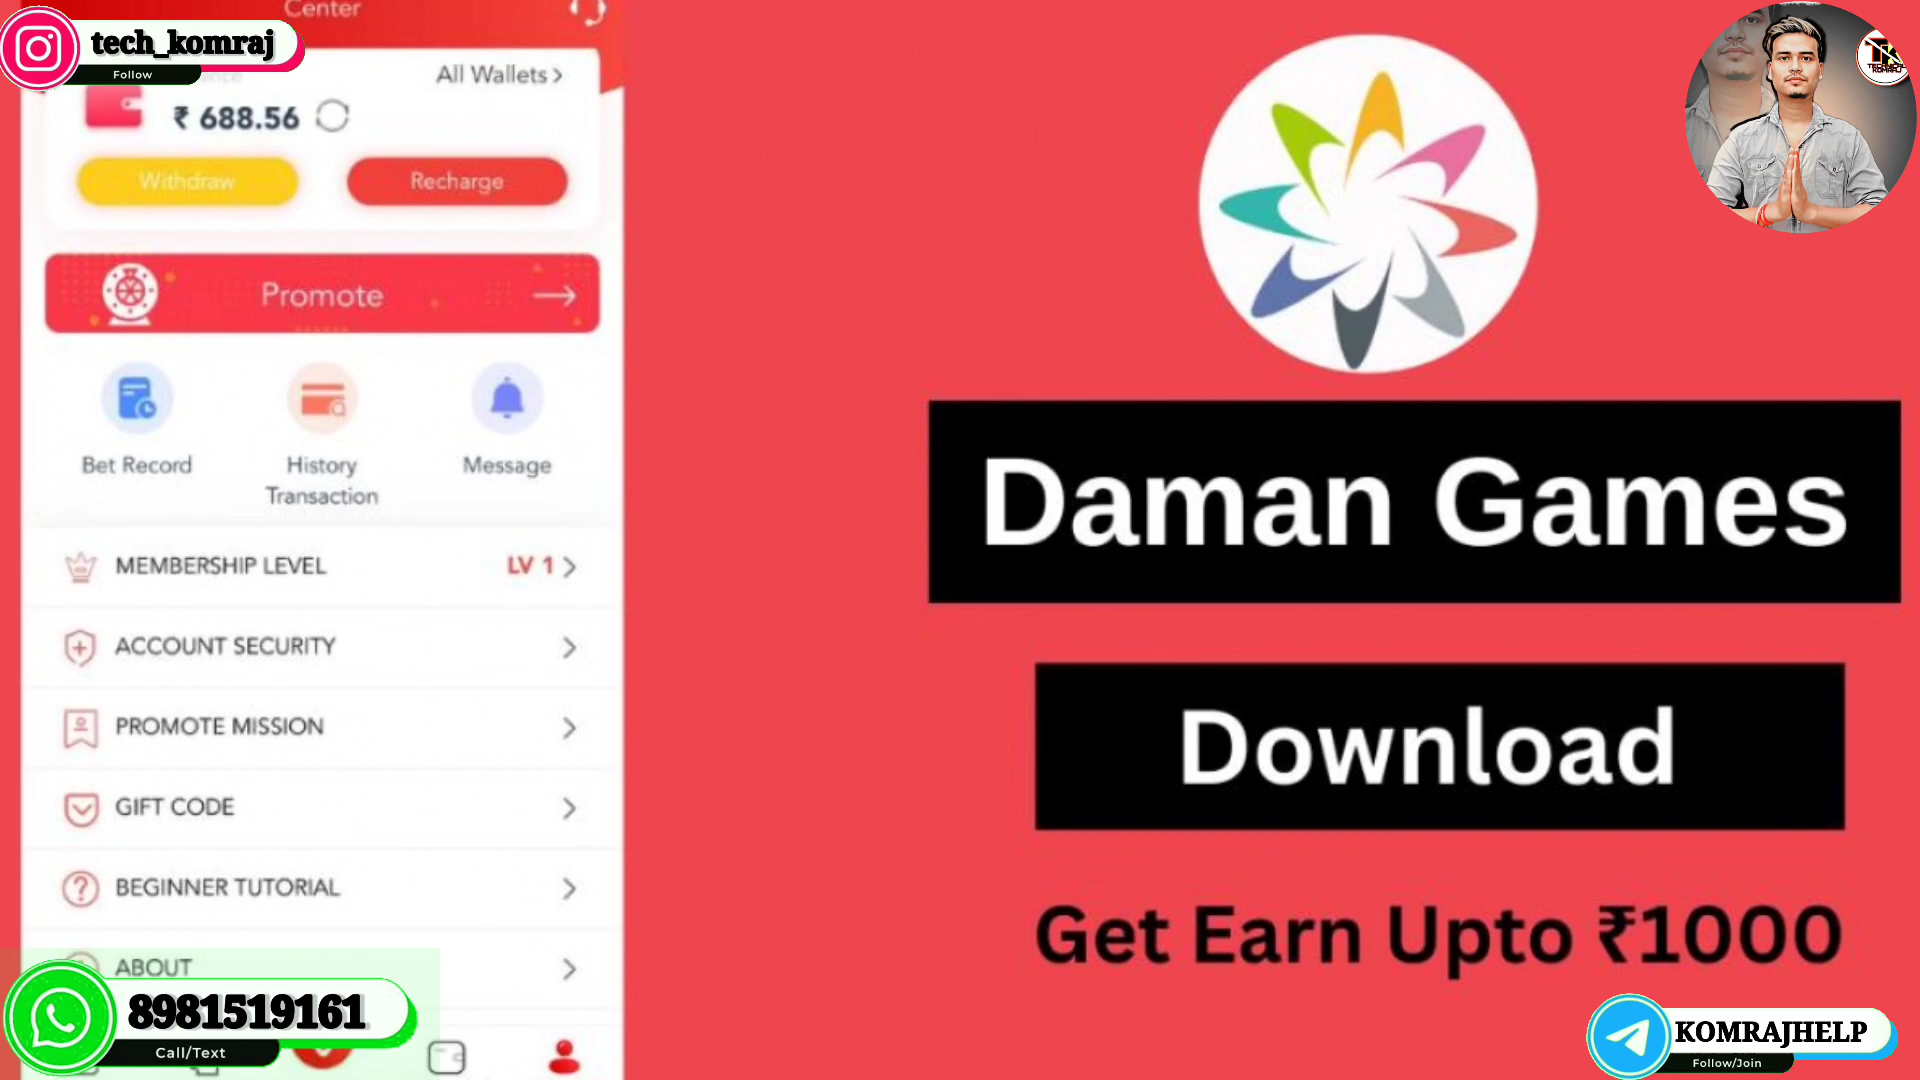 Center
tech_komraj
Follow
All Wallets >
₹ 688.56
Withdraw
Recharge
Promote
Bet Record
History
Transaction
Message
MEMBERSHIP LEVEL
LV 1 >
ACCOUNT SECURITY
PROMOTE MISSION
GIFT CODE
BEGINNER TUTORIAL
ABOUT
8981519161
Call/Text
TK
Daman Games
Download
Get Earn Upto ₹1000
KOMRAJHELP
Follow/Join